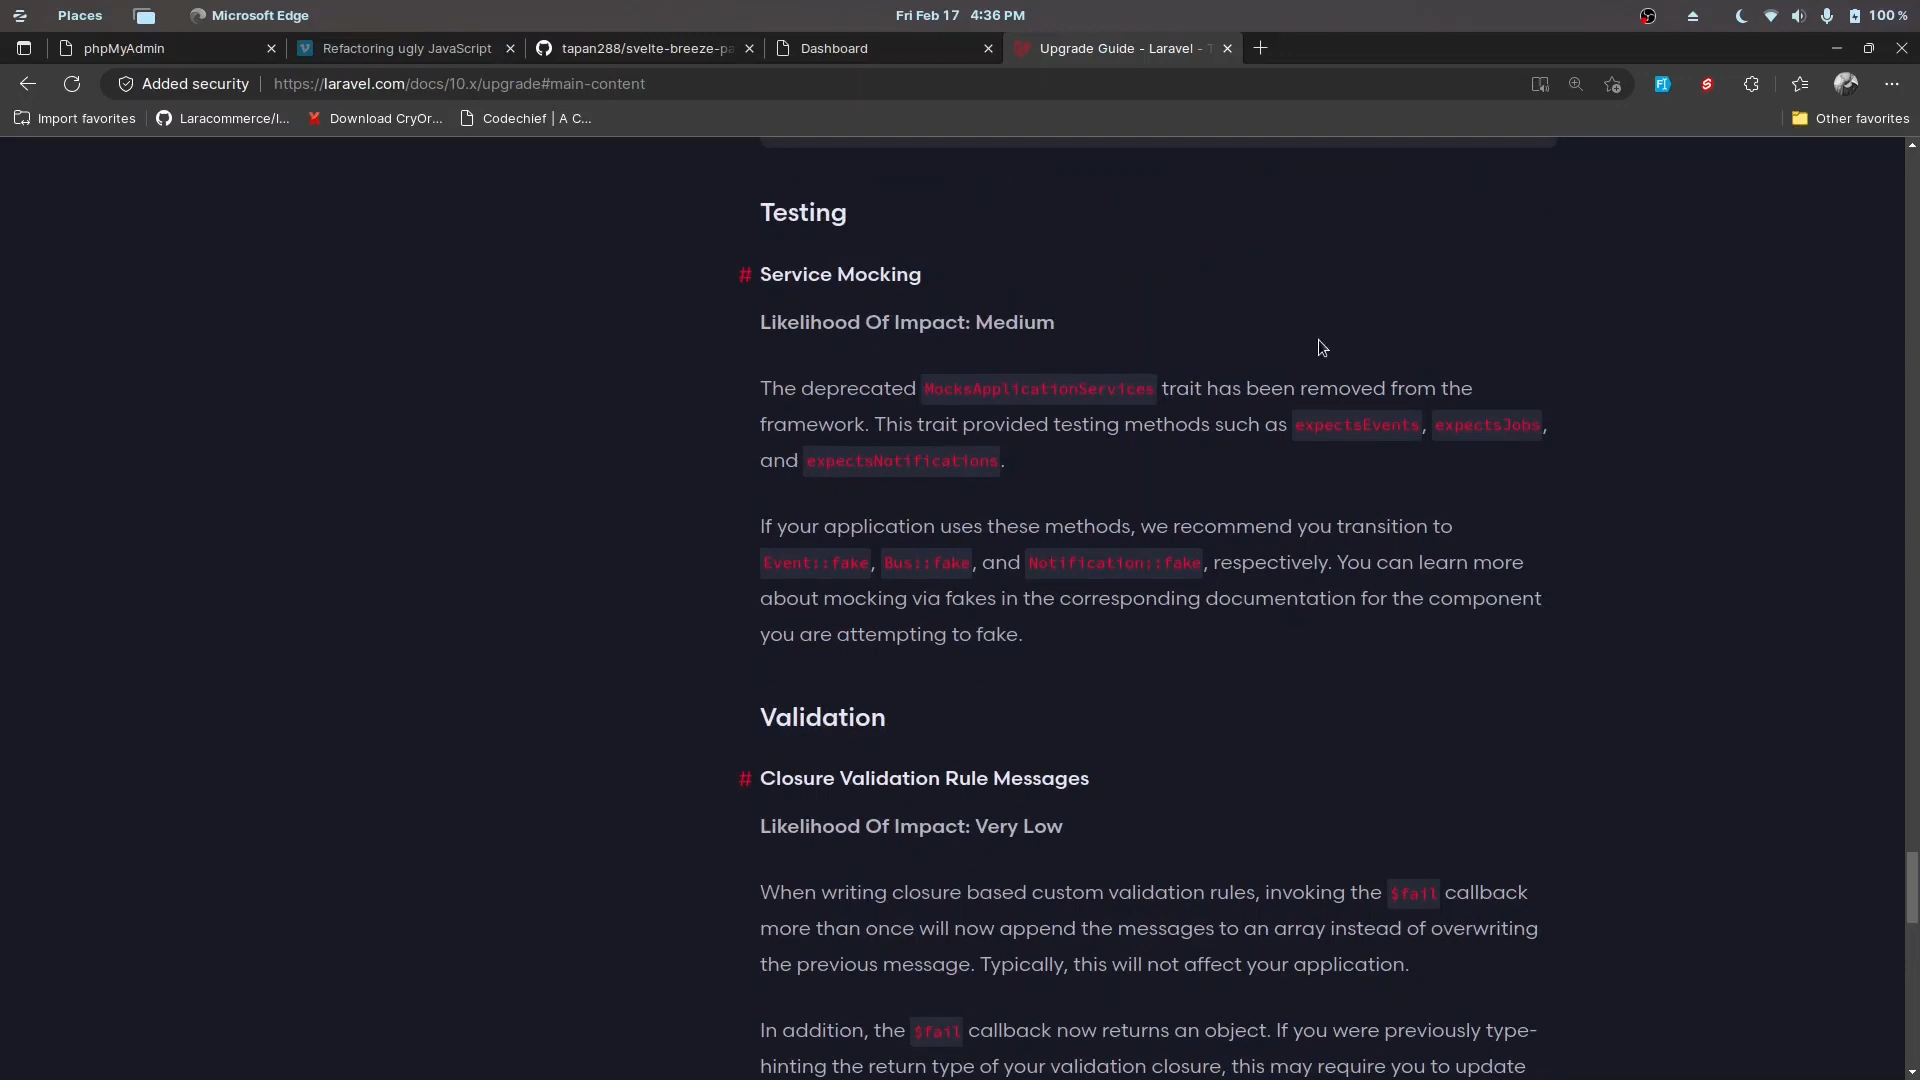 Places
Microsoft Edge
Fri Feb 17 4:36 PM
100 %
phpMyAdmin
Refactoring ugly JavaScript
tapan288/svelte-breeze-pa
Dashboard
Upgrade Guide - Laravel - T
Added security
https://laravel.com/docs/10.x/upgrade#main-content
Import favorites
Laracommerce/l...
Download CryOr...
Codechief | A C...
Other favorites
Testing
# Service Mocking
Likelihood Of Impact: Medium
The deprecated MocksApplicationServices trait has been removed from the
framework. This trait provided testing methods such as expectsEvents, expectsJobs,
and expectsNotifications.
If your application uses these methods, we recommend you transition to
Event::fake, Bus::fake, and Notification::fake, respectively. You can learn more
about mocking via fakes in the corresponding documentation for the component
you are attempting to fake.
Validation
# Closure Validation Rule Messages
Likelihood Of Impact: Very Low
When writing closure based custom validation rules, invoking the $fail callback
more than once will now append the messages to an array instead of overwriting
the previous message. Typically, this will not affect your application.
In addition, the $fail callback now returns an object. If you were previously type-
hinting the return type of your validation closure, this may require you to update